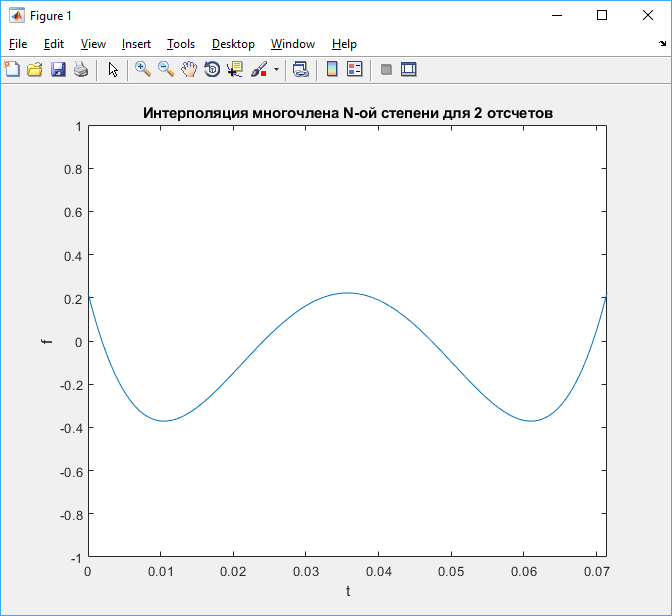 Figure 1
File Edit View Insert Tools Desktop Window Help
Интерполяция многочлена N-ой степени для 2 отсчетов
1
0.8
0.6
0.4
0.2
0
-0.2
-0.4
-0.6
-0.8
-1
f
0 0.01 0.02 0.03 0.04 0.05 0.06 0.07
t